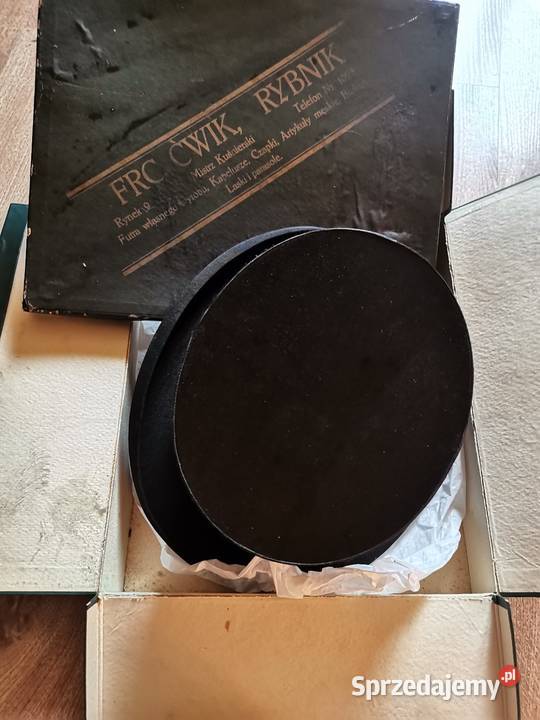 FRC ĆWIK, RYBNIK
Rynek 9 Mistrz Kuśnierski Telefon Nr.
Futra własnego wyrobu, Kapelusze, Czapki, Artykuły męskie,
Laski i parasole.
Sprzedajemy.pl